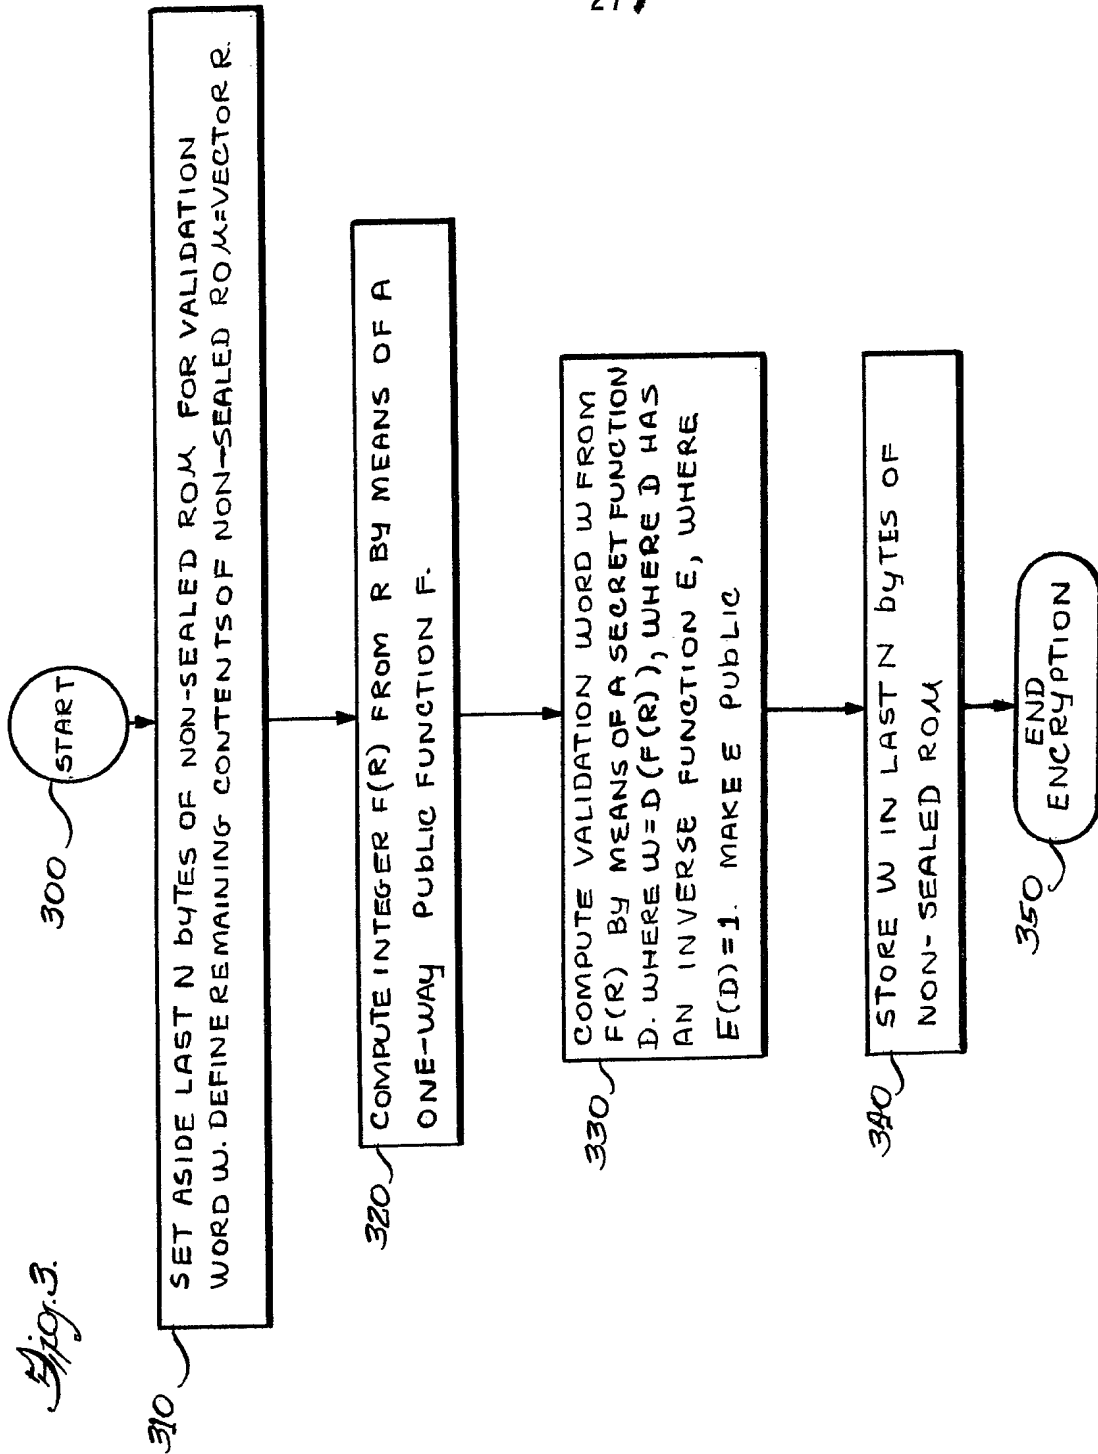 Fig. 3.
300
START
310
SET ASIDE LAST N BYTES OF NON-SEALED ROM FOR VALIDATION
WORD W. DEFINE REMAINING CONTENTS OF NON-SEALED ROM=VECTOR R.
320
COMPUTE INTEGER F(R) FROM R BY MEANS OF A
ONE-WAY PUBLIC FUNCTION F.
330
COMPUTE VALIDATION WORD W FROM
F(R) BY MEANS OF A SECRET FUNCTION
D. WHERE W=D(F(R)), WHERE D HAS
AN INVERSE FUNCTION E, WHERE
E(D)=1. MAKE E PUBLIC
340
STORE W IN LAST N BYTES OF
NON-SEALED ROM
350
END
ENCRYPTION